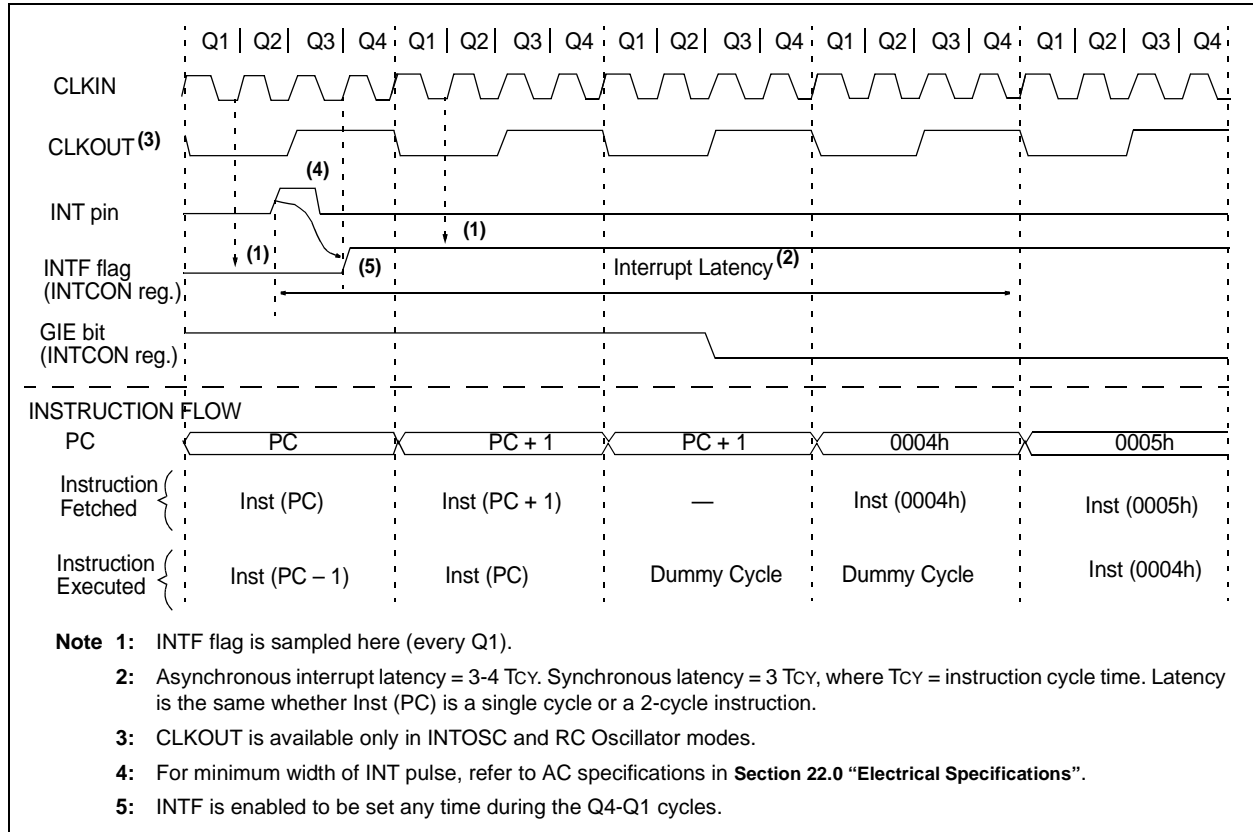 Q1 | Q2 | Q3 | Q4 Q1 | Q2 | Q3 | Q4 Q1 | Q2 | Q3 | Q4 Q1 | Q2 | Q3 | Q4 Q1 | Q2 | Q3 | Q4
CLKIN
CLKOUT (3)
(4)
INT pin
(1)
(1)
INTF flag
(INTCON reg.)
(5)
Interrupt Latency (2)
GIE bit
(INTCON reg.)
INSTRUCTION FLOW
PC PC PC + 1 PC + 1 0004h 0005h
Instruction
Fetched
Inst (PC) Inst (PC + 1) — Inst (0004h) Inst (0005h)
Instruction
Executed
Inst (PC – 1) Inst (PC) Dummy Cycle Dummy Cycle Inst (0004h)
Note 1: INTF flag is sampled here (every Q1).
2: Asynchronous interrupt latency = 3-4 TCY. Synchronous latency = 3 TCY, where TCY = instruction cycle time. Latency
is the same whether Inst (PC) is a single cycle or a 2-cycle instruction.
3: CLKOUT is available only in INTOSC and RC Oscillator modes.
4: For minimum width of INT pulse, refer to AC specifications in Section 22.0 “Electrical Specifications”.
5: INTF is enabled to be set any time during the Q4-Q1 cycles.